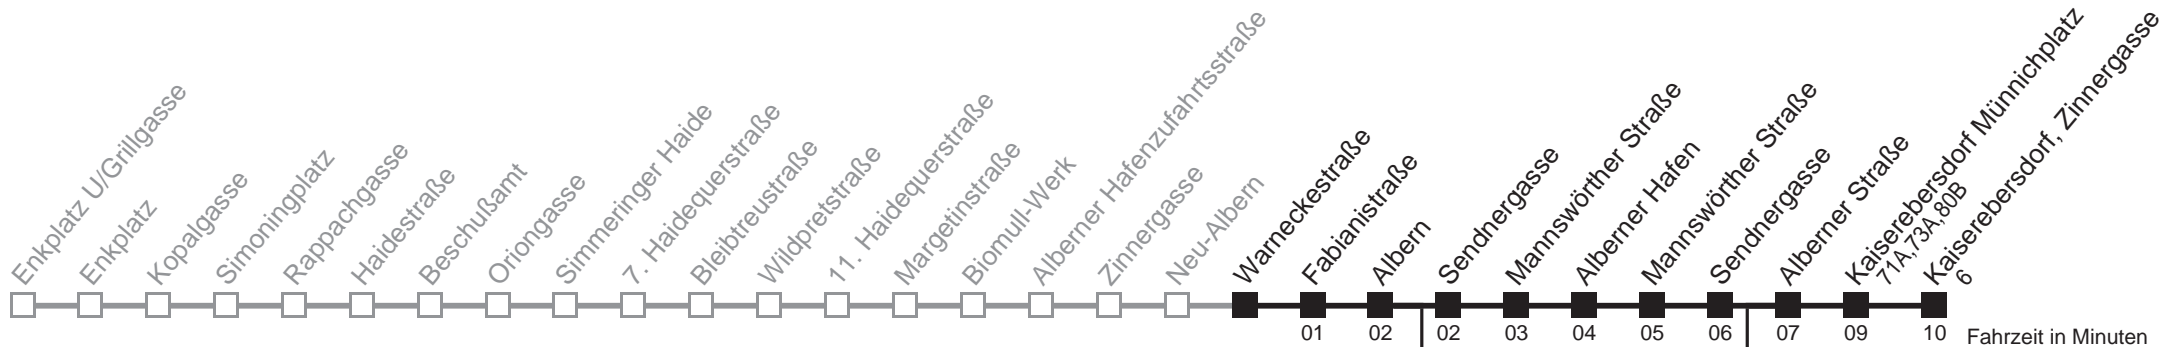 Enkplatz U/Grillgasse
Enkplatz
Kopalgasse
Simoningplatz
Rappachgasse
Haidestraße
Beschußamt
Oriongasse
Simmeringer Haide
7. Haidequerstraße
Bleibtreustraße
Wildpretstraße
11. Haidequerstraße
Margetinstraße
Biomull-Werk
Alberner Hafenzufahrtsstraße
Zinnergasse
Neu-Albern
Warneckestraße
Fabianistraße
Albern
Sendnergasse
Mannswörther Straße
Alberner Hafen
Mannswörther Straße
Sendnergasse
Alberner Straße
Kaiserebersdorf Münnichplatz
71A,73A,80B
Kaiserebersdorf, Zinnergasse
6
01 02 02 03 04 05 06 07 09 10 Fahrzeit in Minuten